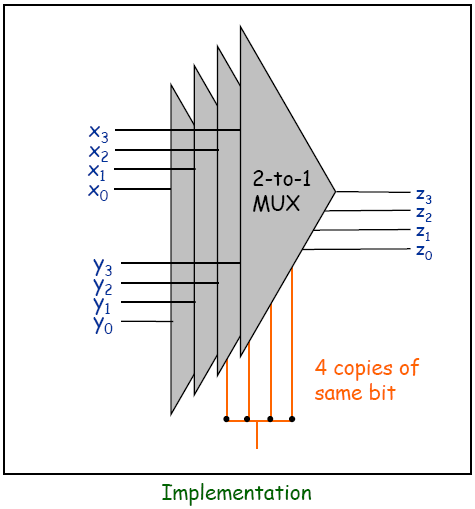 x3
x2
x1
x0
2-to-1
MUX
z3
z2
z1
z0
y3
y2
y1
y0
4 copies of
same bit
Implementation